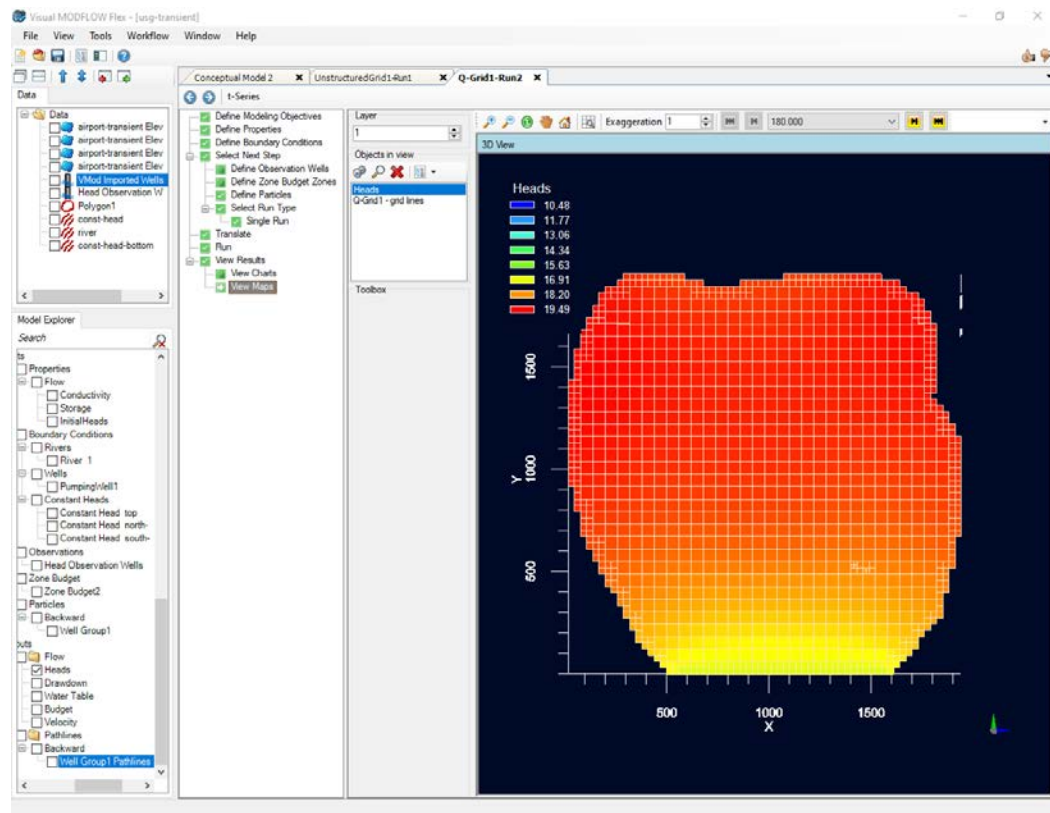 Visual MODFLOW Flex - [usg-transient]
File View Tools Workflow Window Help
Data
Data
airport-transient Elev
airport-transient Elev
airport-transient Elev
airport-transient Elev
VMod Imported Wells
Head Observation W
Polygon1
const-head
river
const-head-bottom
Model Explorer
Search
ts
Properties
Flow
Conductivity
Storage
InitialHeads
Boundary Conditions
Rivers
River 1
Wells
PumpingWell1
Constant Heads
Constant Head top
Constant Head north-
Constant Head south-
Observations
Head Observation Wells
Zone Budget
Zone Budget2
Particles
Backward
Well Group1
outs
Flow
Heads
Drawdown
Water Table
Budget
Velocity
Pathlines
Backward
Well Group1 Pathlines
Conceptual Model 2 UnstructuredGrid1-Run1 Q-Grid1-Run2
t-Series
Define Modeling Objectives
Define Properties
Define Boundary Conditions
Select Next Step
Define Observation Wells
Define Zone Budget Zones
Define Particles
Select Run Type
Single Run
Translate
Run
View Results
View Charts
View Maps
Layer
1
Objects in view
Heads
Q-Grid1 - grid lines
Toolbox
Exaggeration 1 180.000
3D View
Heads
10.48
11.77
13.06
14.34
15.63
16.91
18.20
19.49
1500
1000
Y
500
500 1000 1500
X